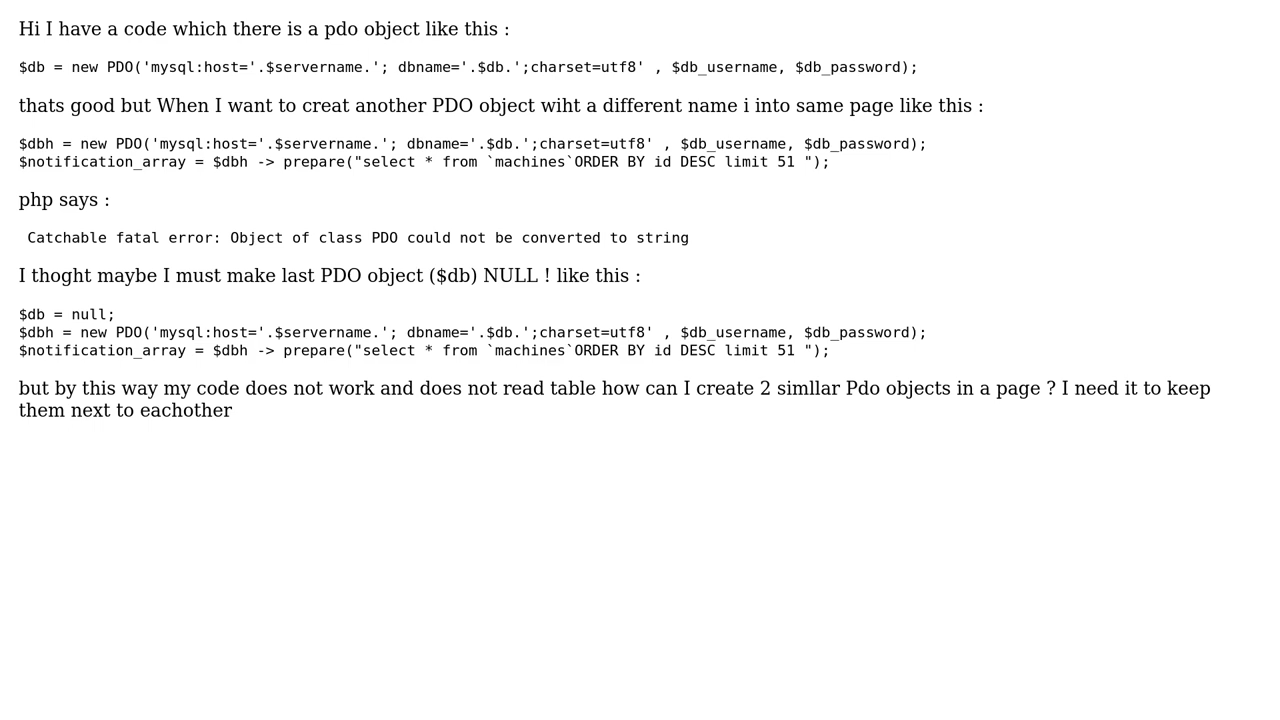 Hi I have a code which there is a pdo object like this :
$db = new PDO('mysql:host='.$servername.'; dbname='.$db.';charset=utf8' , $db_username, $db_password);
thats good but When I want to creat another PDO object wiht a different name i into same page like this :
$dbh = new PDO('mysql:host='.$servername.'; dbname='.$db.';charset=utf8' , $db_username, $db_password);
$notification_array = $dbh -> prepare("select * from `machines`ORDER BY id DESC limit 51 ");
php says :
Catchable fatal error: Object of class PDO could not be converted to string
I thoght maybe I must make last PDO object ($db) NULL ! like this :
$db = null;
$dbh = new PDO('mysql:host='.$servername.'; dbname='.$db.';charset=utf8' , $db_username, $db_password);
$notification_array = $dbh -> prepare("select * from `machines`ORDER BY id DESC limit 51 ");
but by this way my code does not work and does not read table how can I create 2 simllar Pdo objects in a page ? I need it to keep
them next to eachother